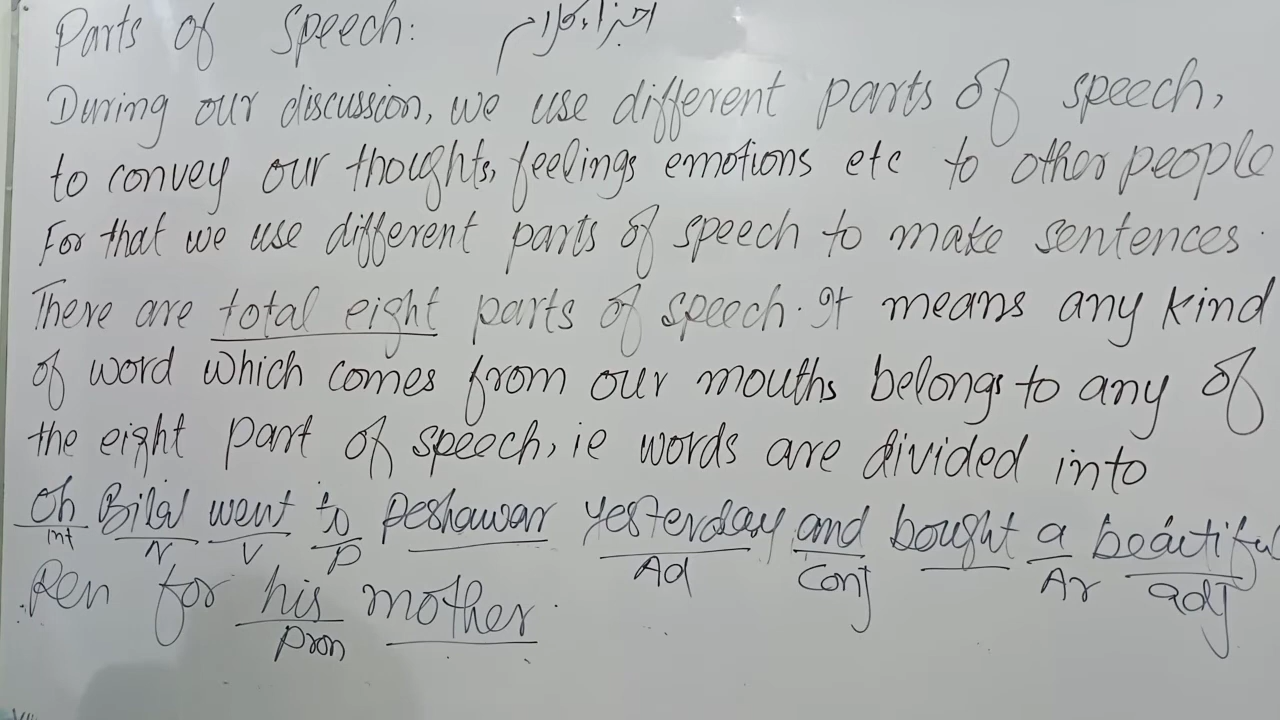 Parts of Speech: اجزاء کلام
During our discussion, we use different parts of speech,
to convey our thoughts, feelings emotions etc to other people
For that we use different parts of speech to make sentences.
There are total eight parts of speech. It means any kind
of word which comes from our mouths belongs to any of
the eight part of speech, ie words are divided into
Oh Bilal went to Peshawar yesterday and bought a beautiful
int N V P Ad Conj Ar adj
Pen for his mother.
pron